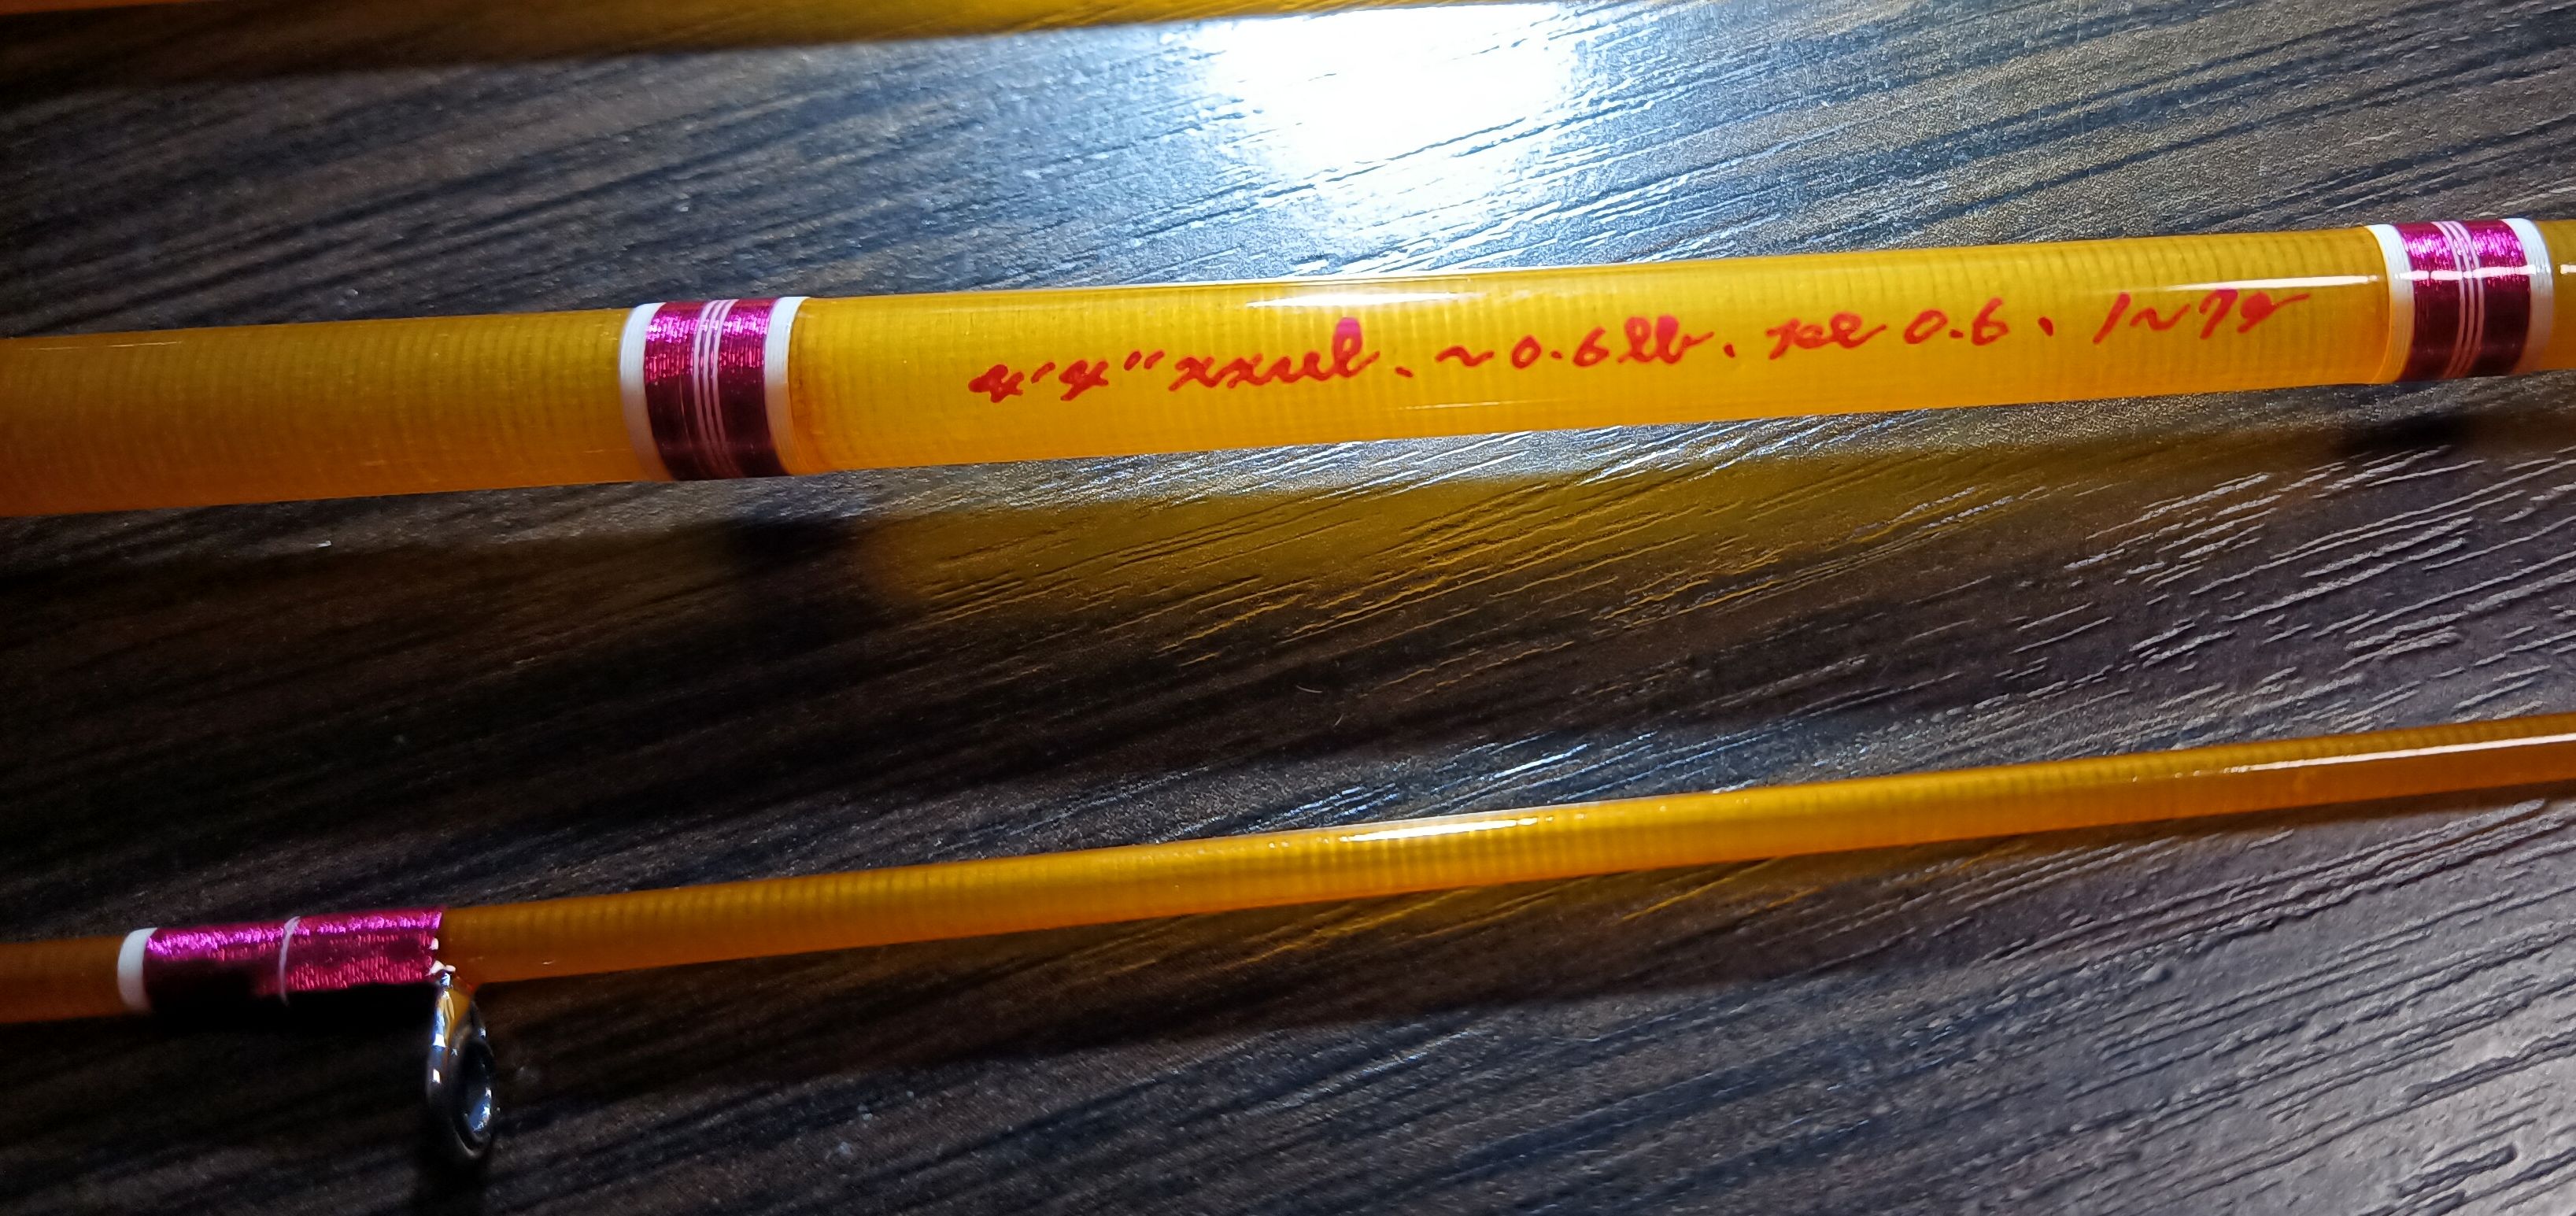 4'4" xxul. ~0.6lb. pe 0.6. 1~7g